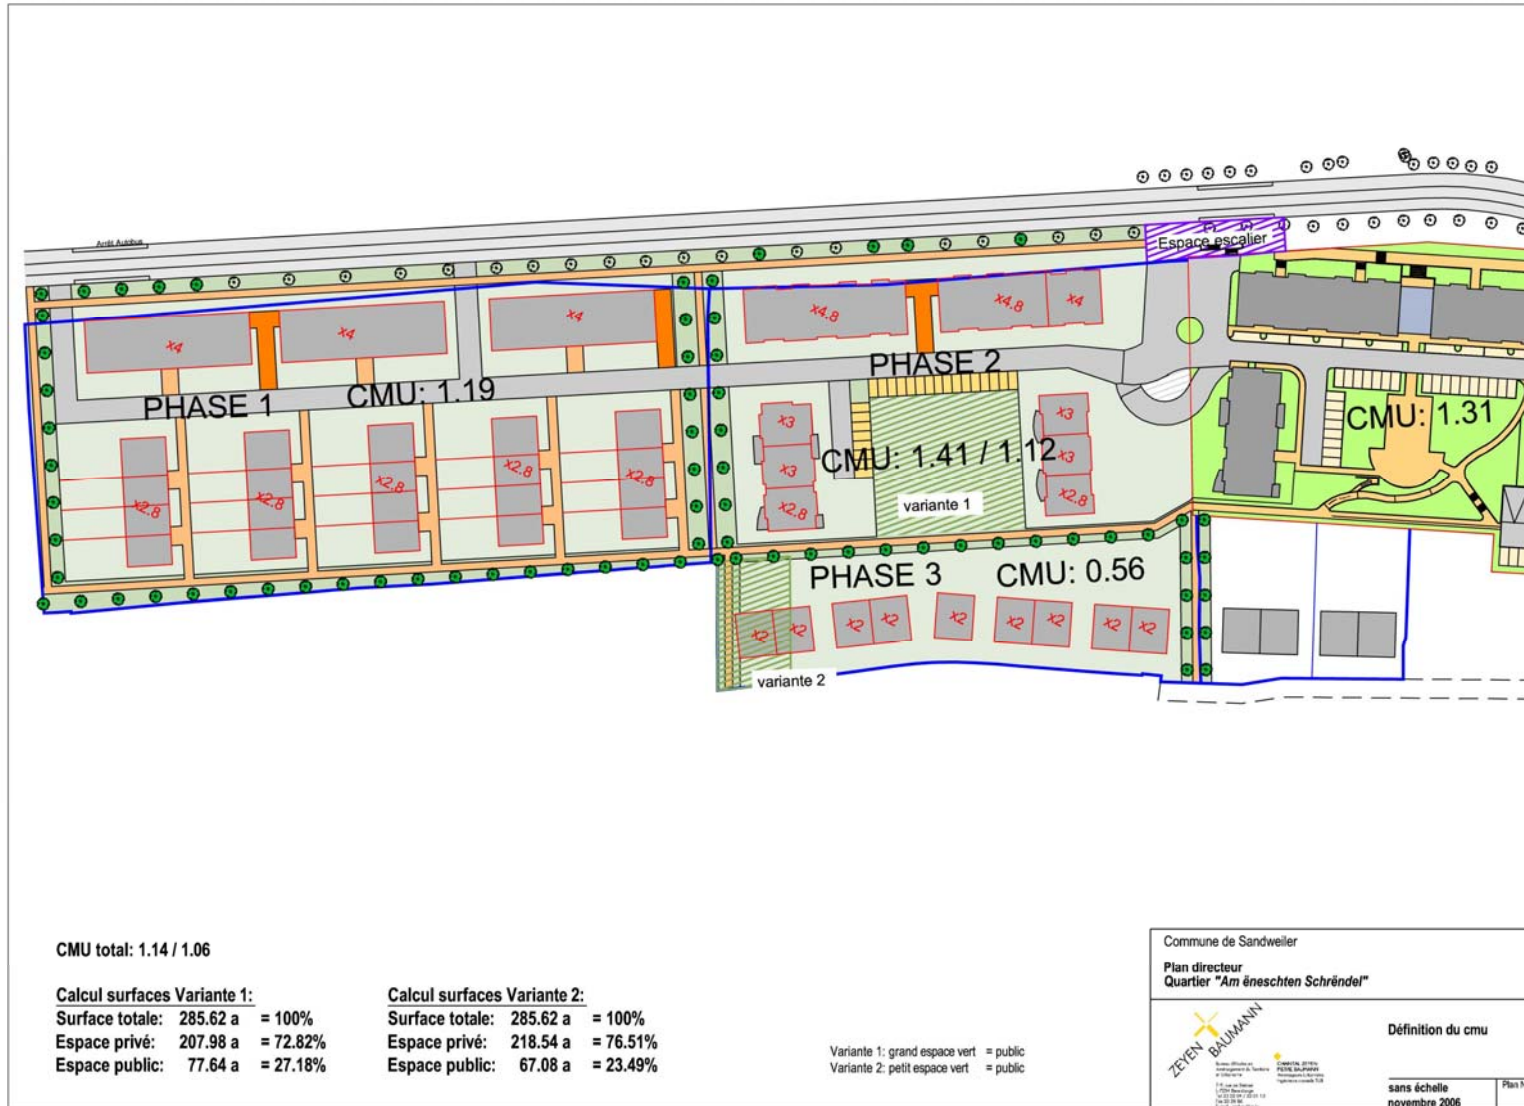 Arrêt Autobus
Espace escalier
x4
x4
x4
x4.8
x4.8
x4
PHASE 1
CMU: 1.19
PHASE 2
CMU: 1.31
x3
x3
x2.8
x3
x3
x2.8
CMU: 1.41 / 1.12
variante 1
x2.8
x2.8
x2.8
x2.8
x2.8
PHASE 3
CMU: 0.56
x2
x2
x2
x2
x2
x2
x2
x2
x2
variante 2
CMU total: 1.14 / 1.06
Calcul surfaces Variante 1:
Surface totale: 285.62 a = 100%
Espace privé: 207.98 a = 72.82%
Espace public: 77.64 a = 27.18%
Calcul surfaces Variante 2:
Surface totale: 285.62 a = 100%
Espace privé: 218.54 a = 76.51%
Espace public: 67.08 a = 23.49%
Variante 1: grand espace vert = public
Variante 2: petit espace vert = public
Commune de Sandweiler
Plan directeur
Quartier "Am ëneschten Schrëndel"
ZEYEN BAUMANN
Définition du cmu
sans échelle
novembre 2006
Plan N